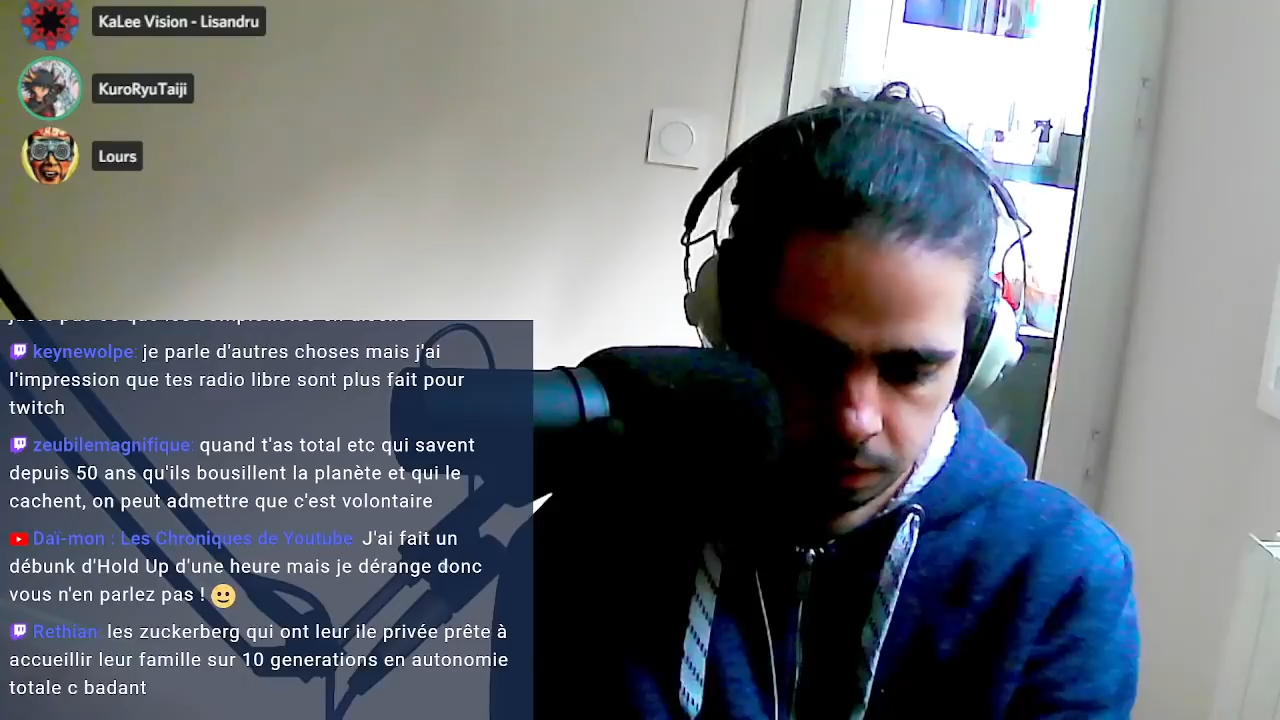 KaLee Vision - Lisandru
KuroRyuTaiji
Lours
keynewolpe: je parle d'autres choses mais j'ai
l'impression que tes radio libre sont plus fait pour
twitch
zeubilemagnifique: quand t'as total etc qui savent
depuis 50 ans qu'ils bousillent la planète et qui le
cachent, on peut admettre que c'est volontaire
Daï-mon : Les Chroniques de Youtube: J'ai fait un
débunk d'Hold Up d'une heure mais je dérange donc
vous n'en parlez pas !
Rethian: les zuckerberg qui ont leur ile privée prête à
accueillir leur famille sur 10 generations en autonomie
totale c badant